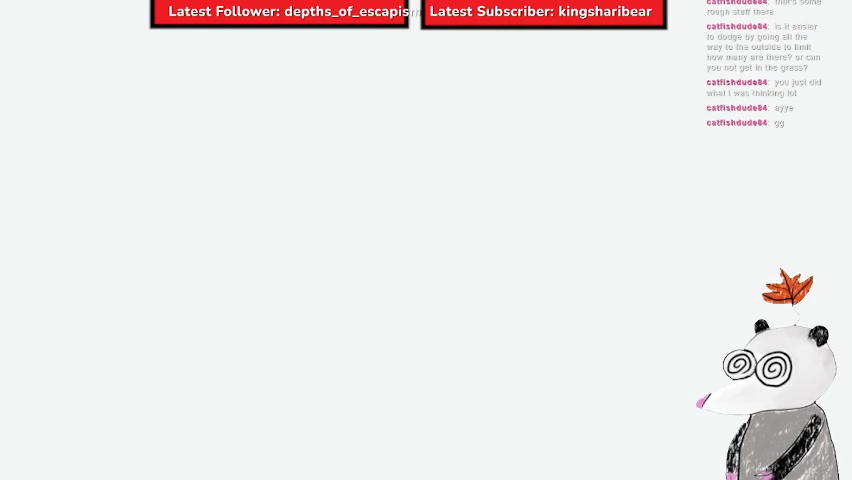 Latest Follower: depths_of_escapism
Latest Subscriber: kingsharibear
catfishdude84: that's some
rough stuff there
catfishdude84: is it easier
to dodge by going all the
way to the outside to limit
how many are there? or can
you not get in the grass?
catfishdude84: you just did
what i was thinking lol
catfishdude84: ayye
catfishdude84: gg